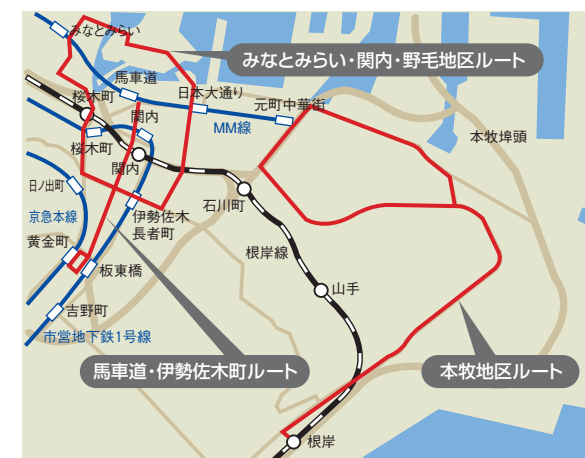 みなとみらい
みなとみらい・関内・野毛地区ルート
馬車道
日本大通り
桜木町
関内
元町中華街
MM線
本牧埠頭
桜木町
関内
日ノ出町
石川町
京急本線
伊勢佐木
長者町
黄金町
根岸線
板東橋
山手
吉野町
市営地下鉄1号線
馬車道・伊勢佐木町ルート
本牧地区ルート
根岸